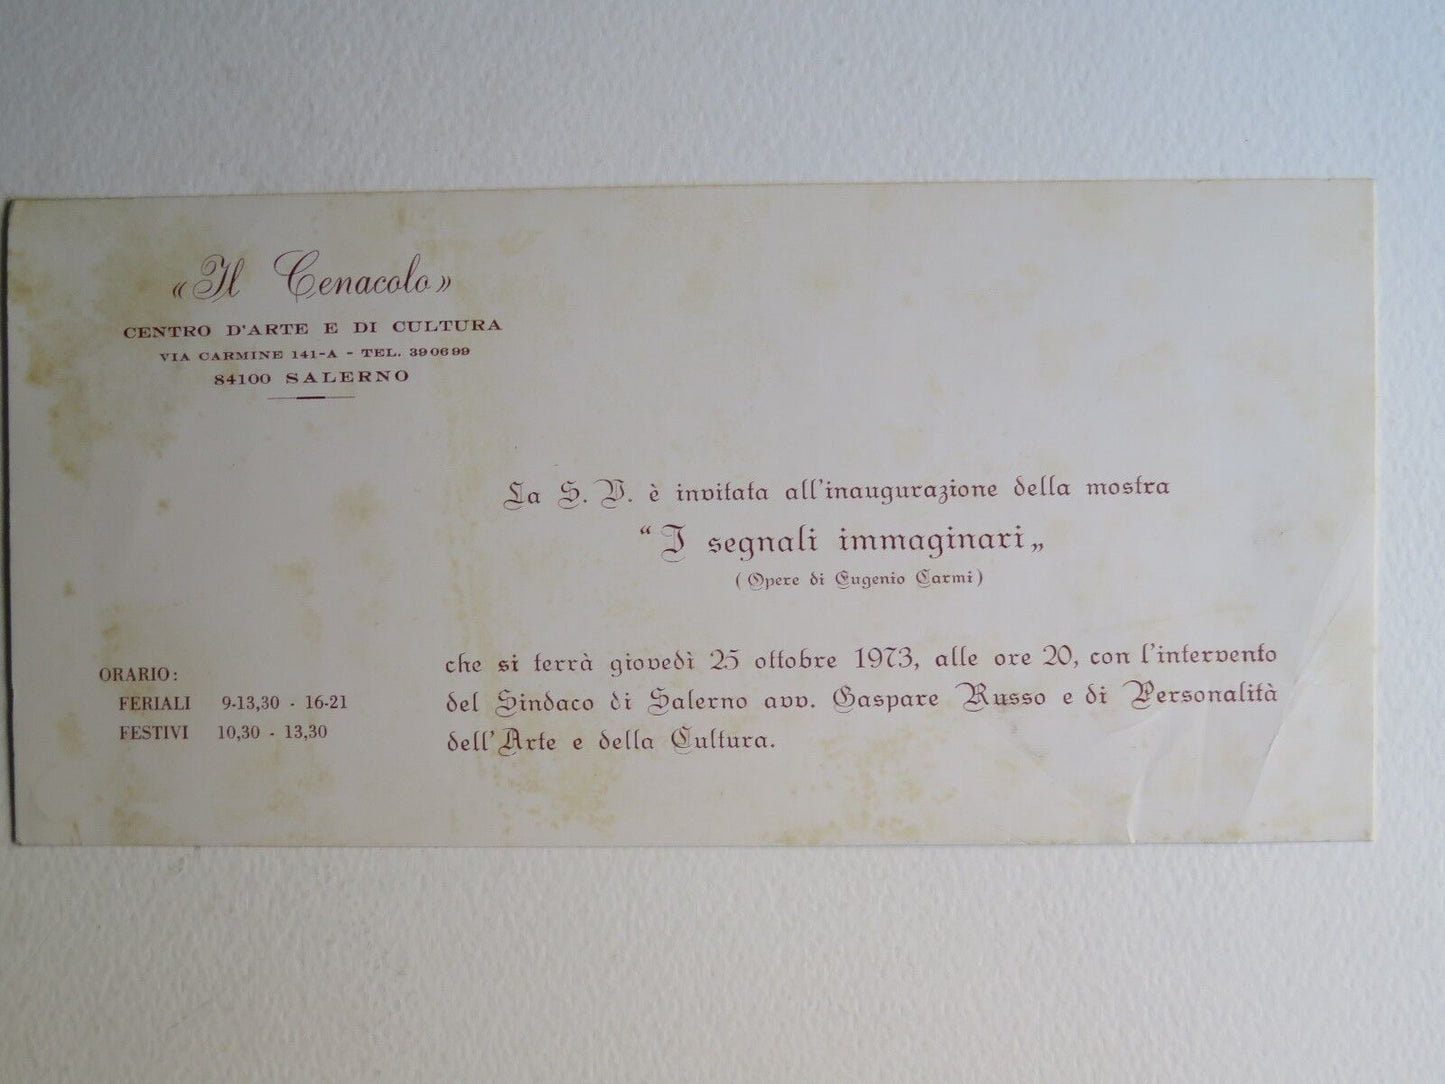 «Il Cenacolo»
CENTRO D'ARTE E DI CULTURA
VIA CARMINE 141-A - TEL. 390699
84100 SALERNO
La S. V. è invitata all'inaugurazione della mostra
“I segnali immaginari„
(Opere di Eugenio Carmi)
che si terrà giovedì 25 ottobre 1973, alle ore 20, con l'intervento
del Sindaco di Salerno avv. Gaspare Russo e di Personalità
dell'Arte e della Cultura.
ORARIO:
FERIALI 9-13,30 - 16-21
FESTIVI 10,30 - 13,30